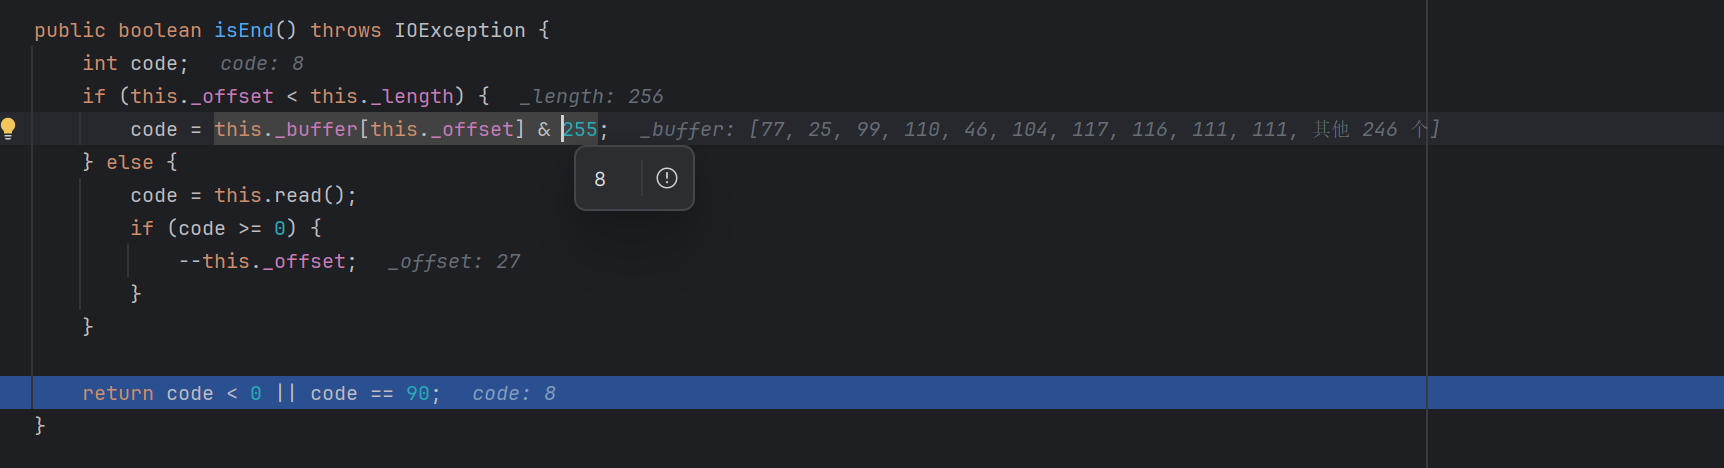 public boolean isEnd() throws IOException {
int code; code: 8
if (this._offset < this._length) { _length: 256
code = this._buffer[this._offset] & 255; _buffer: [77, 25, 99, 110, 46, 104, 117, 116, 111, 111, 其他 246 个]
} else {
8
code = this.read();
if (code >= 0) {
--this._offset; _offset: 27
}
}
return code < 0 || code == 90; code: 8
}